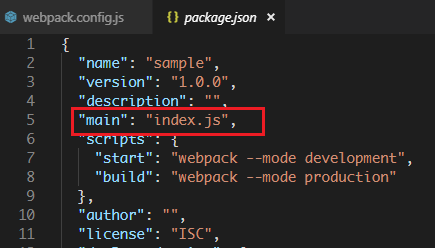 webpack.config.js
package.json ×
1 {
2 "name": "sample",
3 "version": "1.0.0",
4 "description": "",
5 "main": "index.js",
6 "scripts": {
7 "start": "webpack --mode development",
8 "build": "webpack --mode production"
9 },
10 "author": "",
11 "license": "ISC",